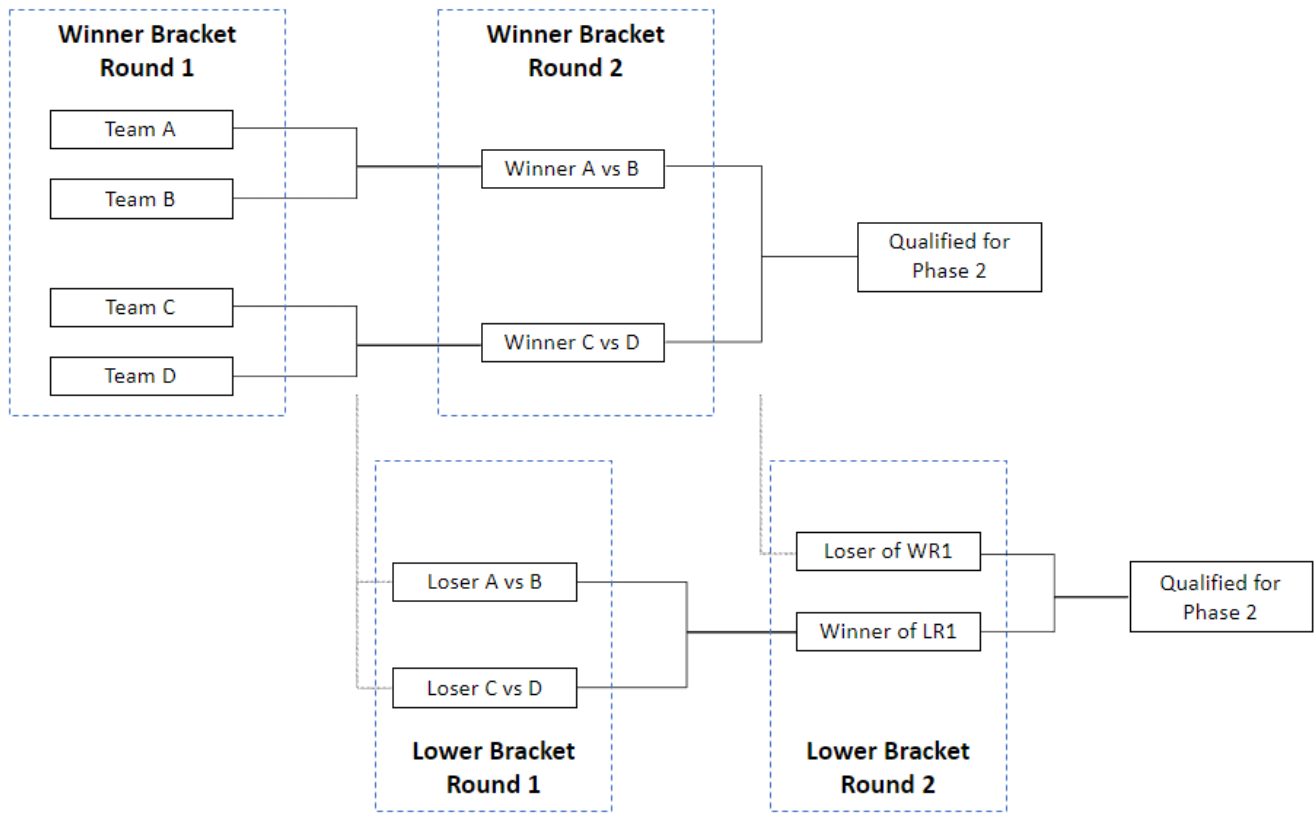 Winner Bracket
Round 1
Team A
Team B
Team C
Team D
Winner Bracket
Round 2
Winner A vs B
Winner C vs D
Qualified for
Phase 2
Loser A vs B
Loser C vs D
Lower Bracket
Round 1
Loser of WR1
Winner of LR1
Lower Bracket
Round 2
Qualified for
Phase 2